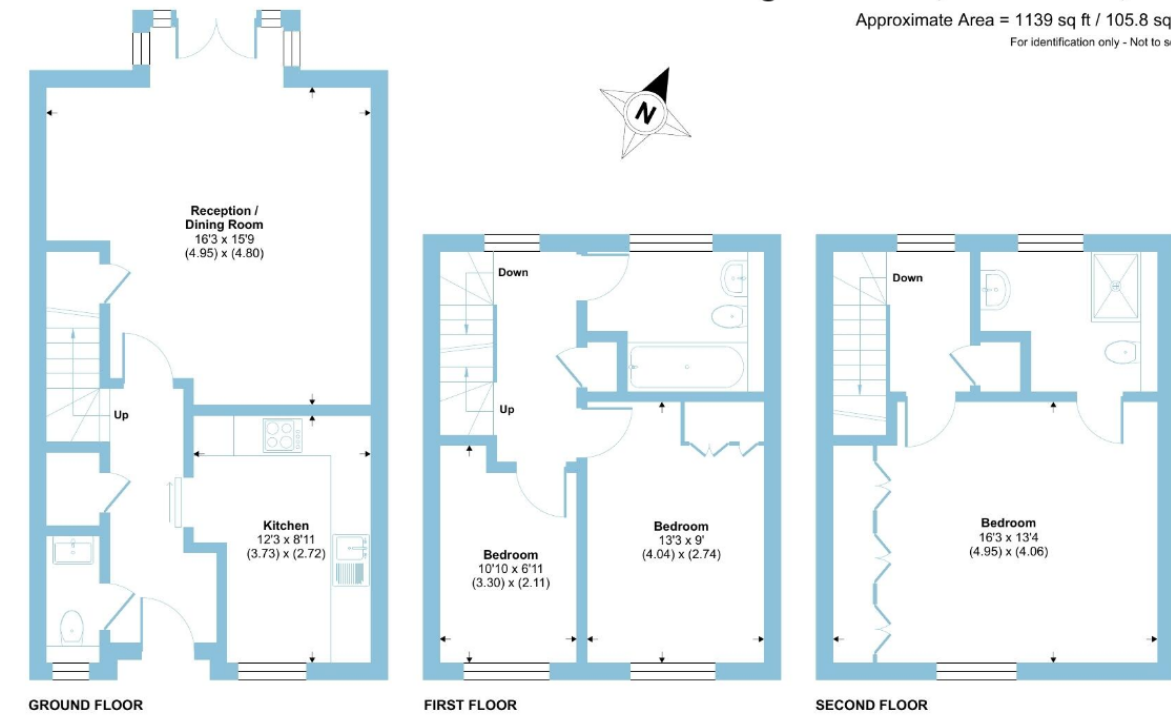 Approximate Area = 1139 sq ft / 105.8 sq
For identification only - Not to
N
Reception /
Dining Room
16'3 x 15'9
(4.95) x (4.80)
Up
Kitchen
12'3 x 8'11
(3.73) x (2.72)
GROUND FLOOR
Down
Up
Bedroom
10'10 x 6'11
(3.30) x (2.11)
Bedroom
13'3 x 9'
(4.04) x (2.74)
FIRST FLOOR
Down
Bedroom
16'3 x 13'4
(4.95) x (4.06)
SECOND FLOOR